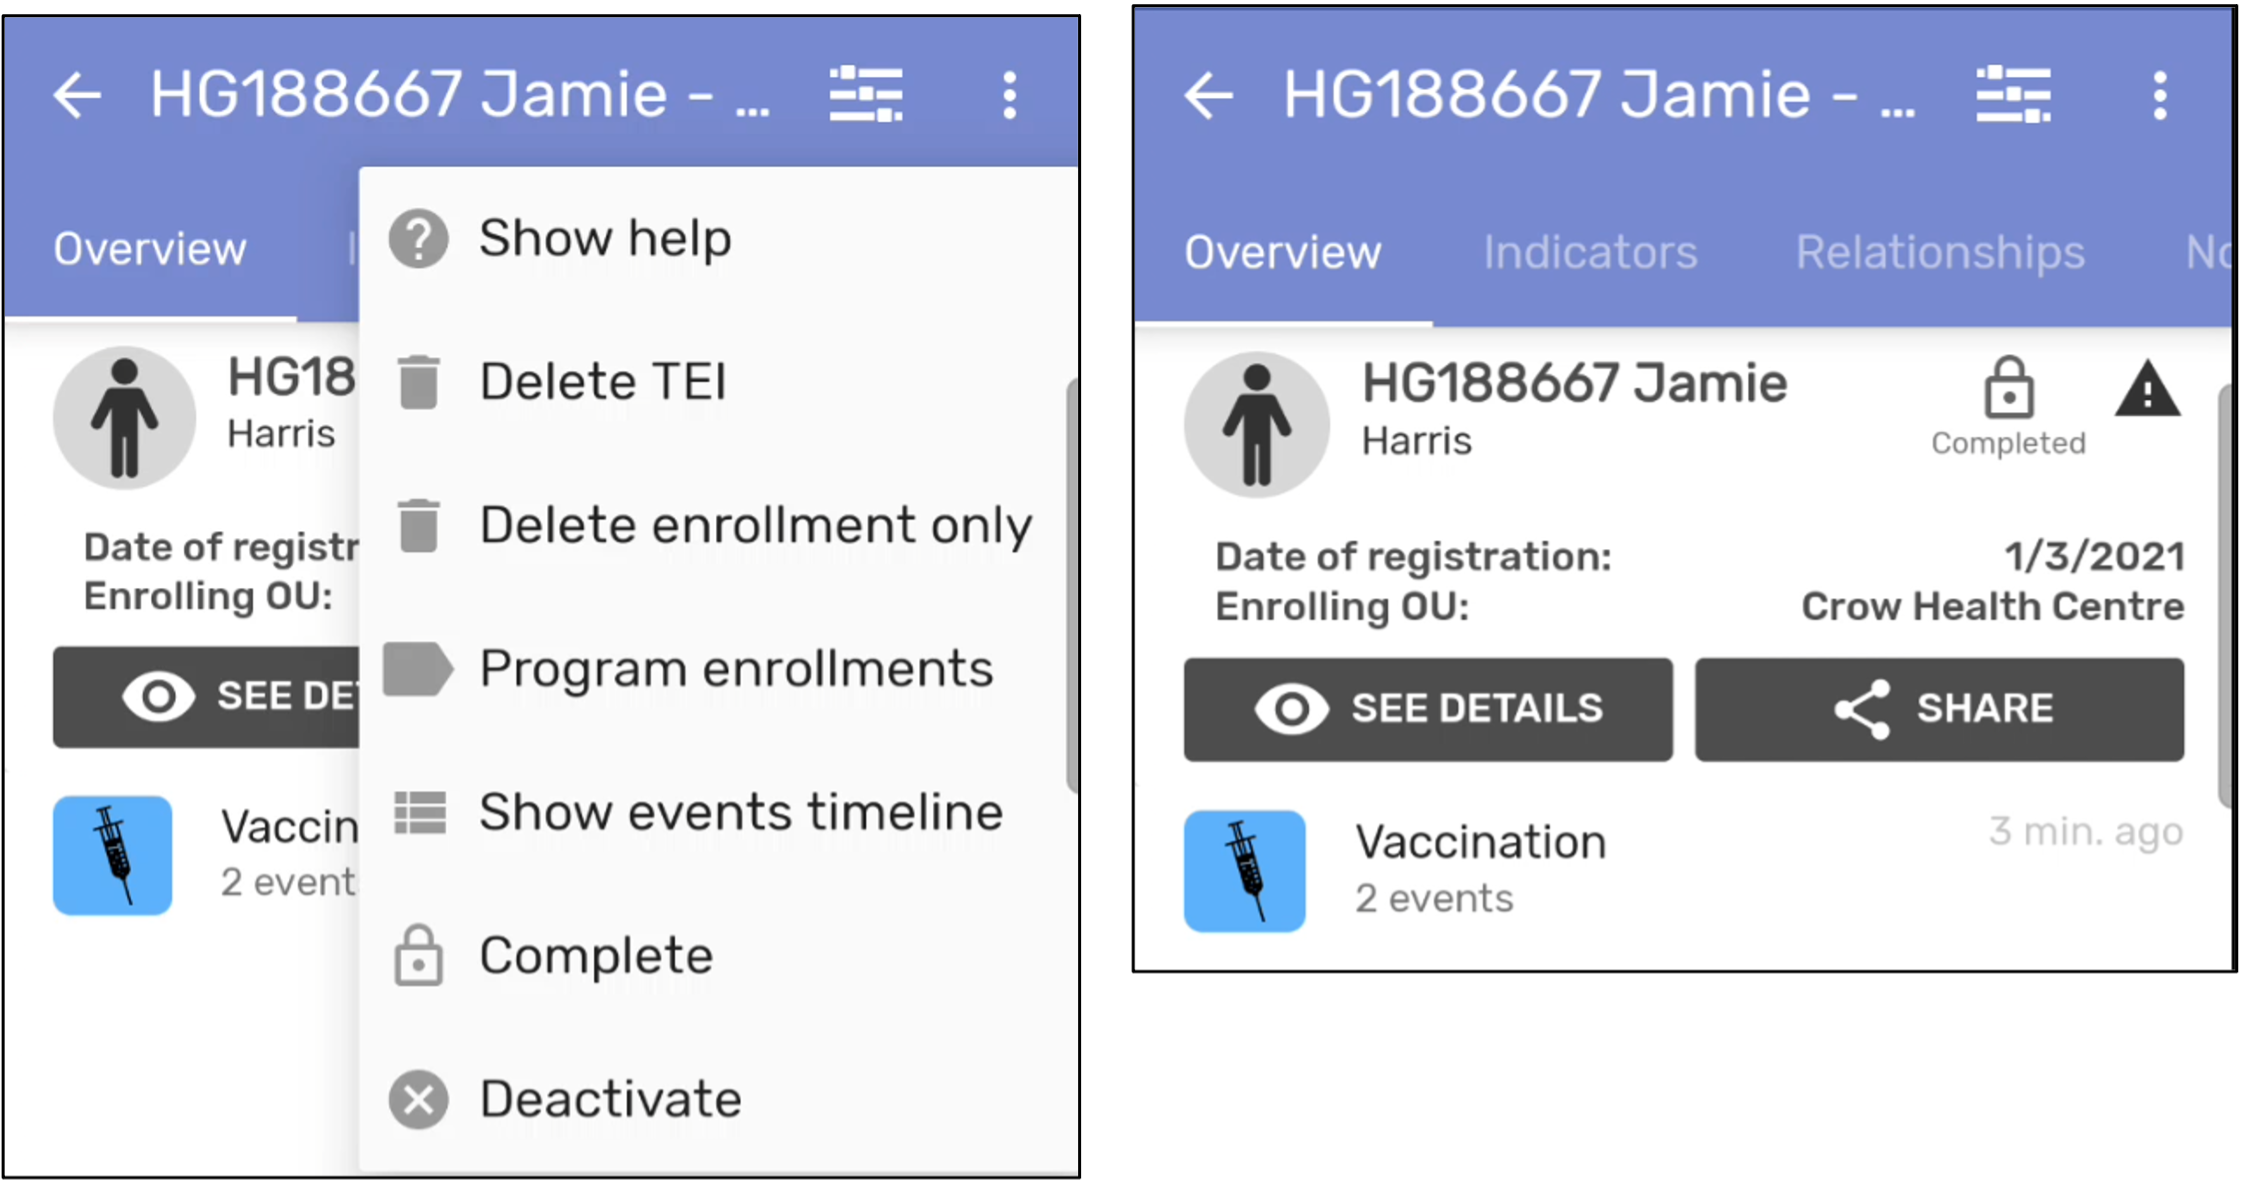 HG188667 Jamie - ...
Overview
Show help
Delete TEI
Delete enrollment only
Program enrollments
Show events timeline
Complete
Deactivate
HG18
Harris
Date of registr
Enrolling OU:
SEE DE
Vaccin
2 event
HG188667 Jamie - ...
Overview Indicators Relationships No
HG188667 Jamie
Harris
Completed
Date of registration: 1/3/2021
Enrolling OU: Crow Health Centre
SEE DETAILS SHARE
Vaccination 3 min. ago
2 events